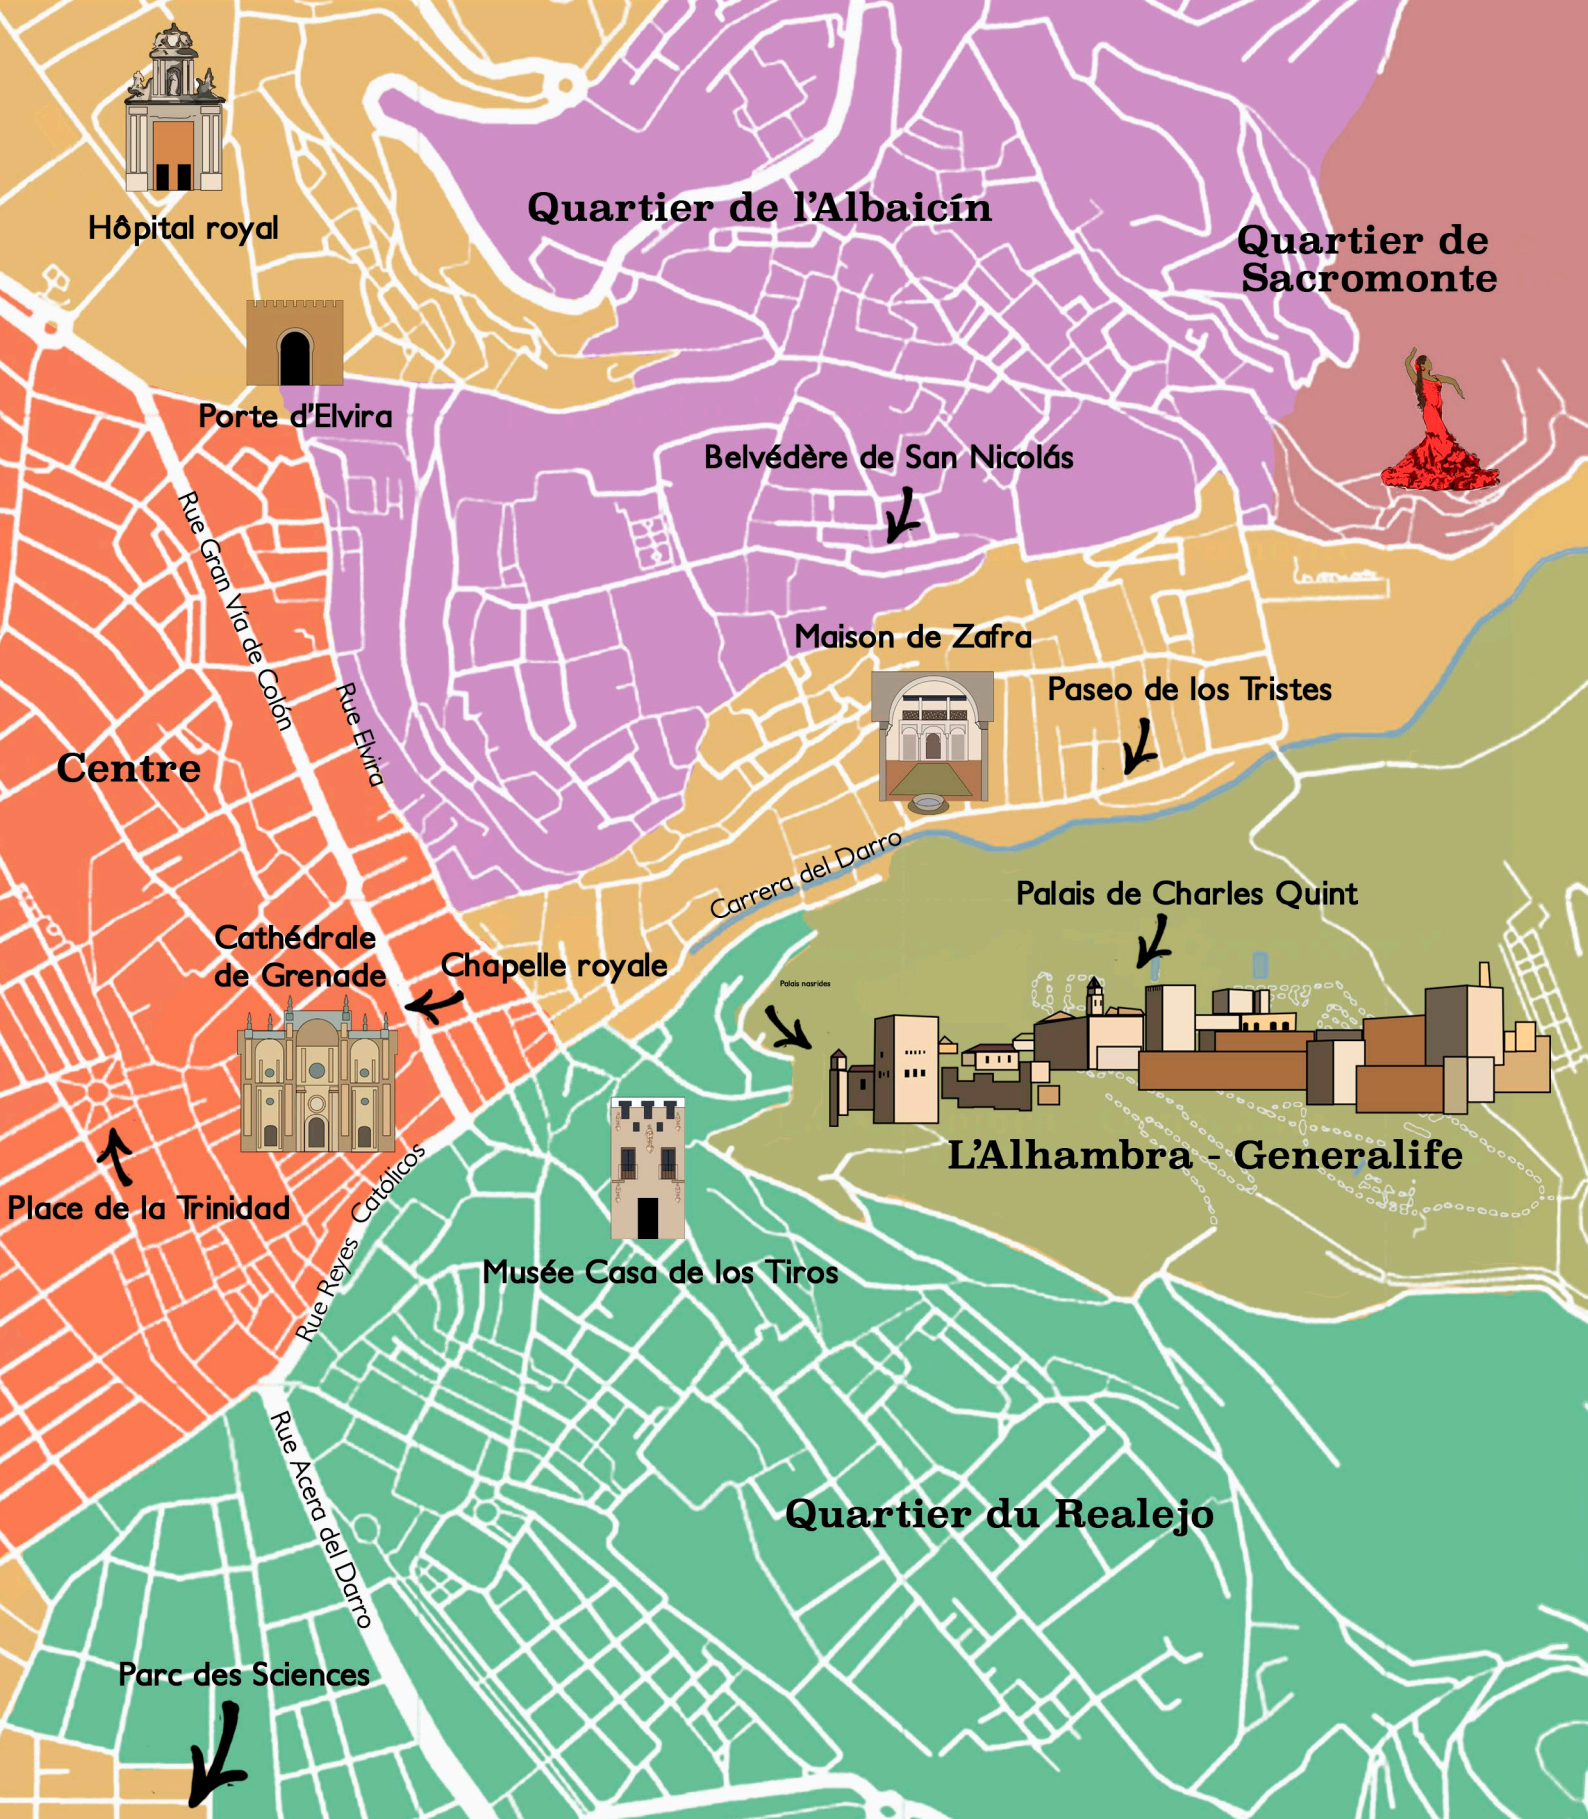 Hôpital royal
Quartier de l'Albaicín
Quartier de
Sacromonte
Porte d'Elvira
Belvédère de San Nicolás
Rue Gran Vía de Colón
Maison de Zafra
Rue Elvira
Paseo de los Tristes
Centre
Carrera del Darro
Palais de Charles Quint
Cathédrale
de Grenade
Chapelle royale
Palais nasrides
L'Alhambra - Generalife
Place de la Trinidad
Rue Reyes Católicos
Musée Casa de los Tiros
Rue Acera del Darro
Quartier du Realejo
Parc des Sciences